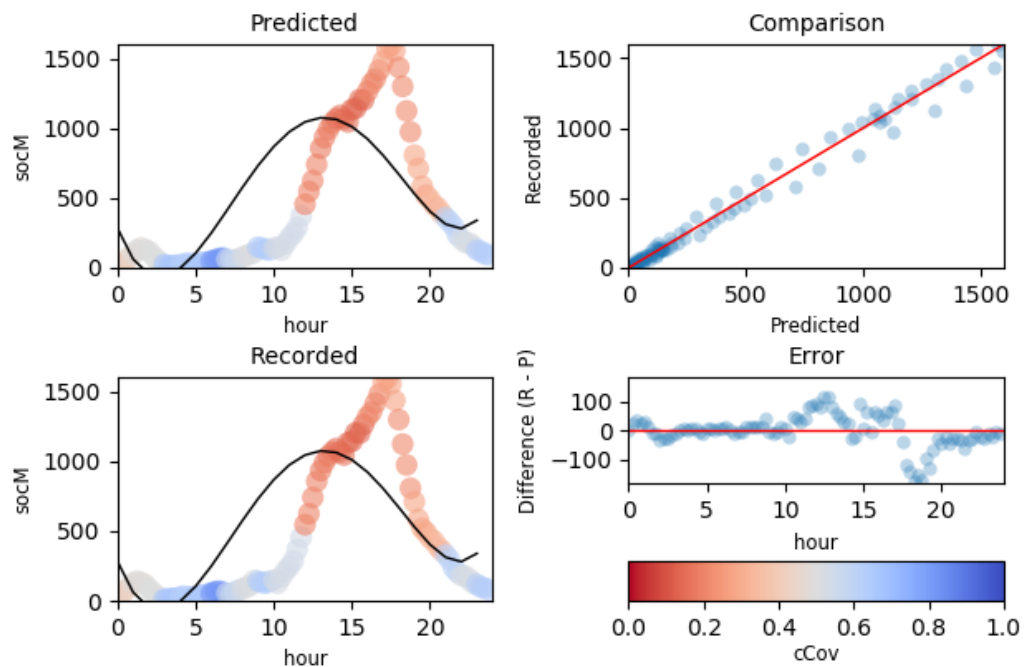 Predicted
socM
1500
1000
500
0
0 5 10 15 20
hour
Comparison
Recorded
1500
1000
500
0
0 500 1000 1500
Predicted
Recorded
socM
1500
1000
500
0
0 5 10 15 20
hour
Error
Difference (R - P)
100
0
−100
0 5 10 15 20
hour
0.0 0.2 0.4 0.6 0.8 1.0
cCov